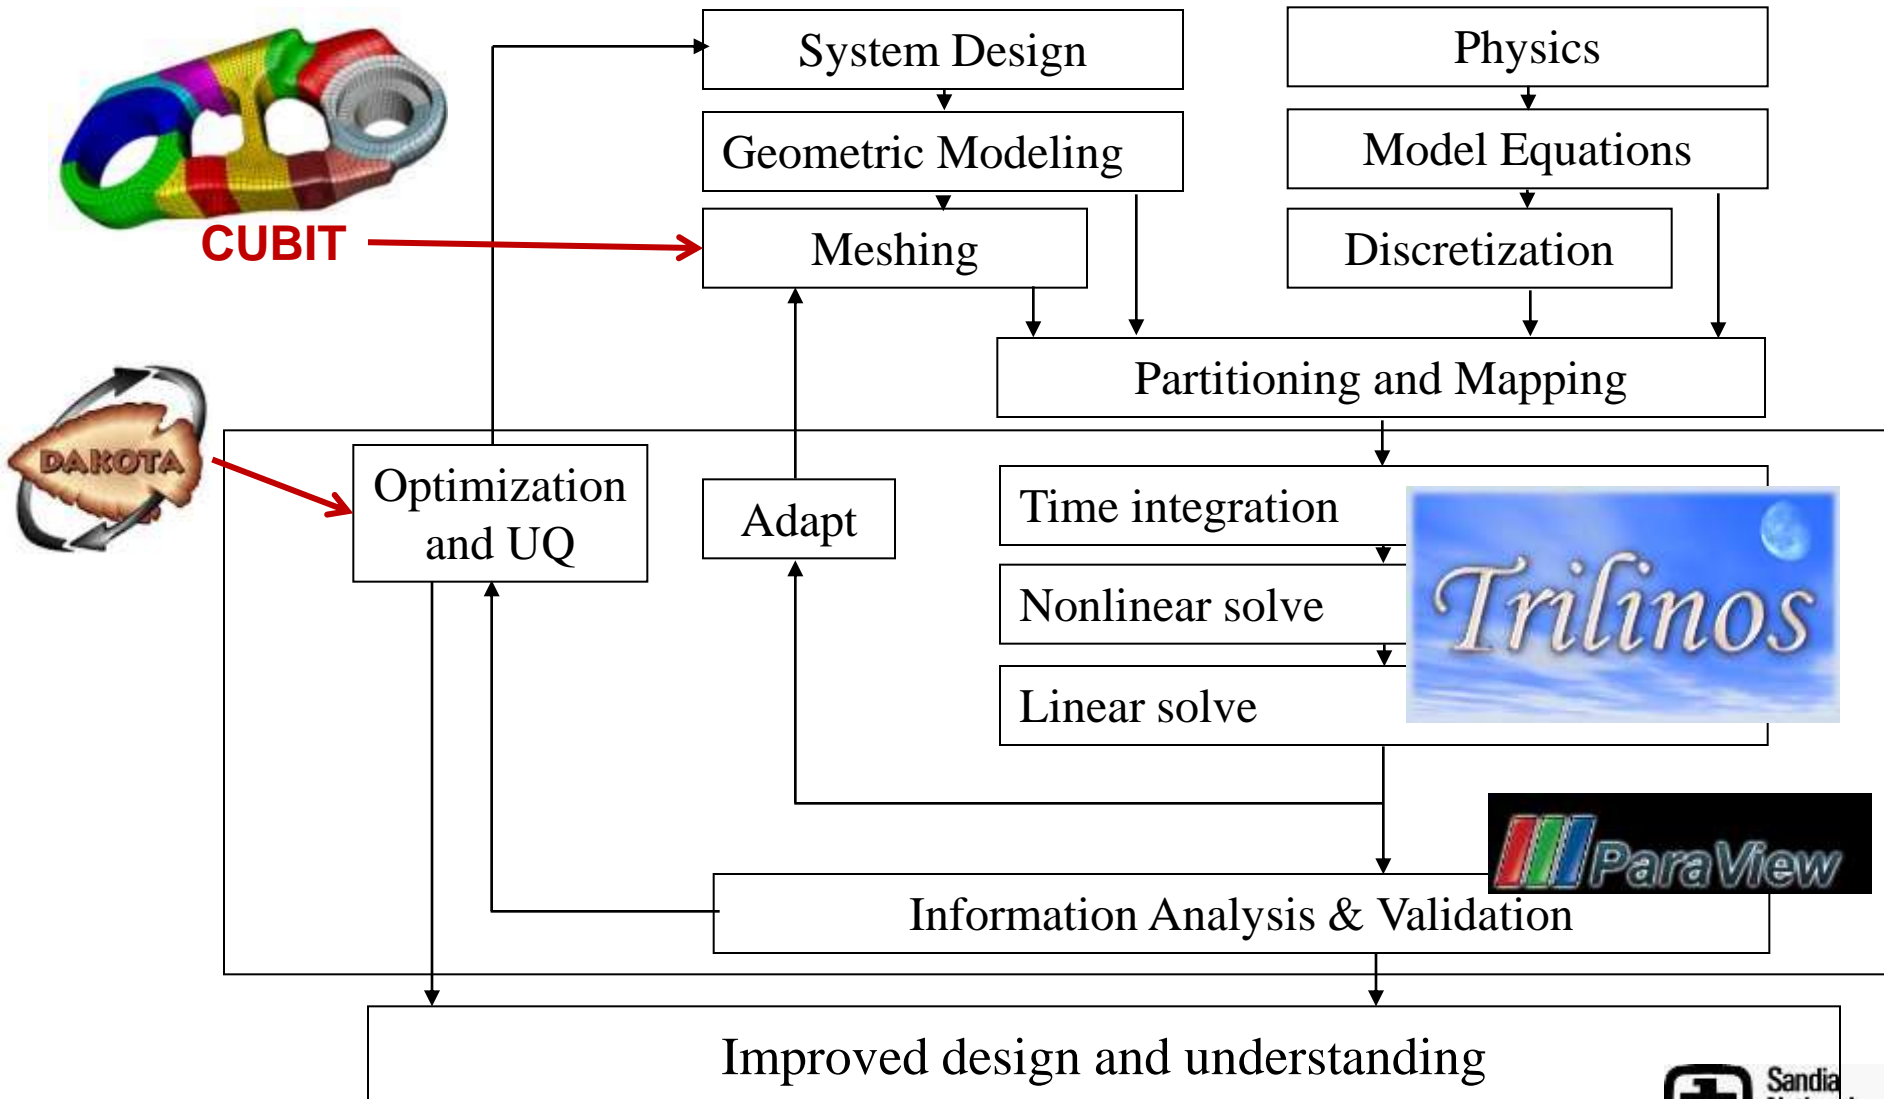 System Design
Physics
Geometric Modeling
Model Equations
CUBIT
Meshing
Discretization
Partitioning and Mapping
DAKOTA
Optimization
and UQ
Adapt
Time integration
Nonlinear solve
Linear solve
Trilinos
ParaView
Information Analysis & Validation
Improved design and understanding
Sandia